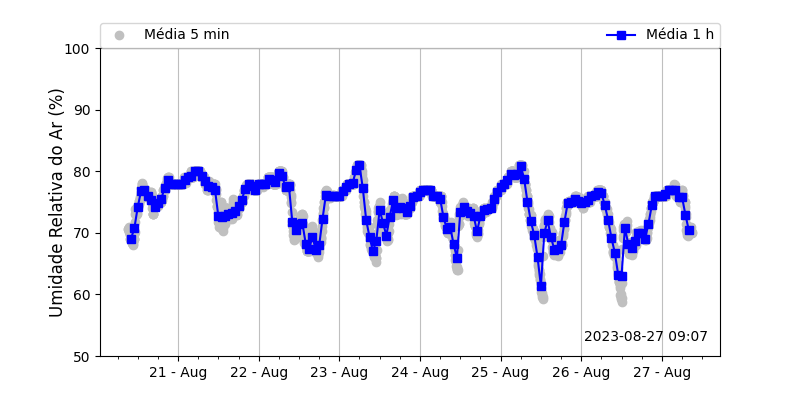 Média 5 min
Média 1 h
Umidade Relativa do Ar (%)
100
90
80
70
60
50
2023-08-27 09:07
21 - Aug
22 - Aug
23 - Aug
24 - Aug
25 - Aug
26 - Aug
27 - Aug